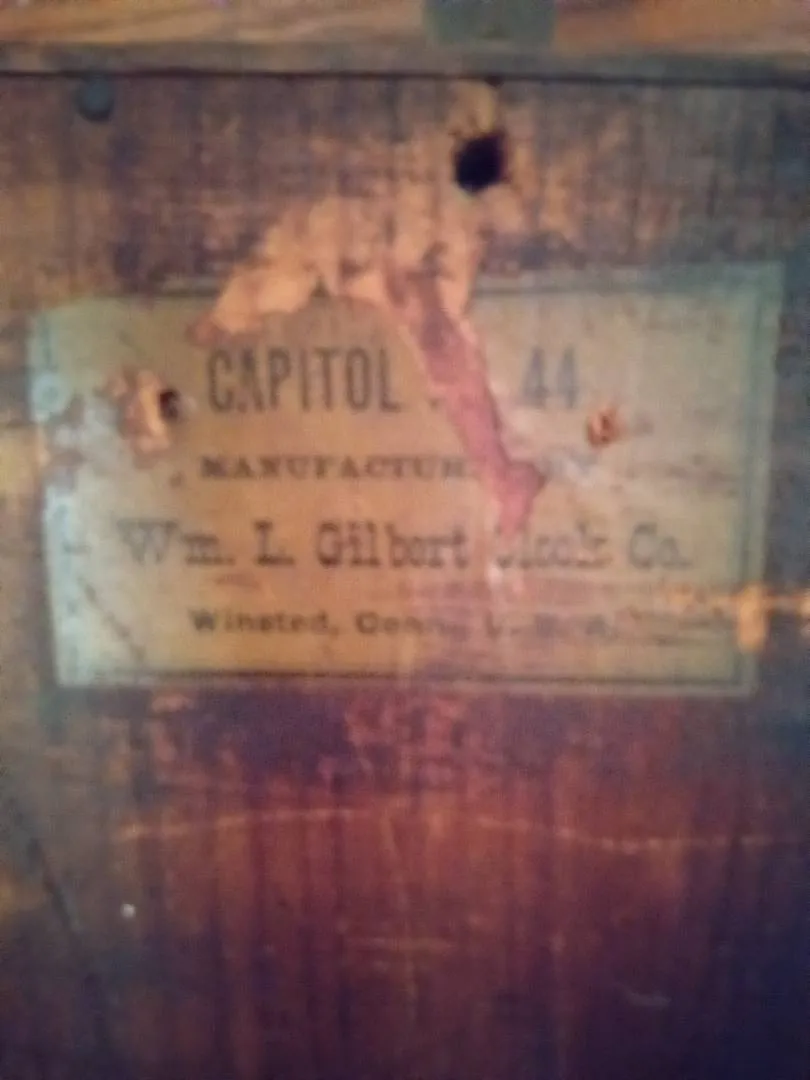 CAPITOL 44
MANUFACTUR
Wm. L. Gilbert Clock Co.
Winsted, Conn., U. S. A.